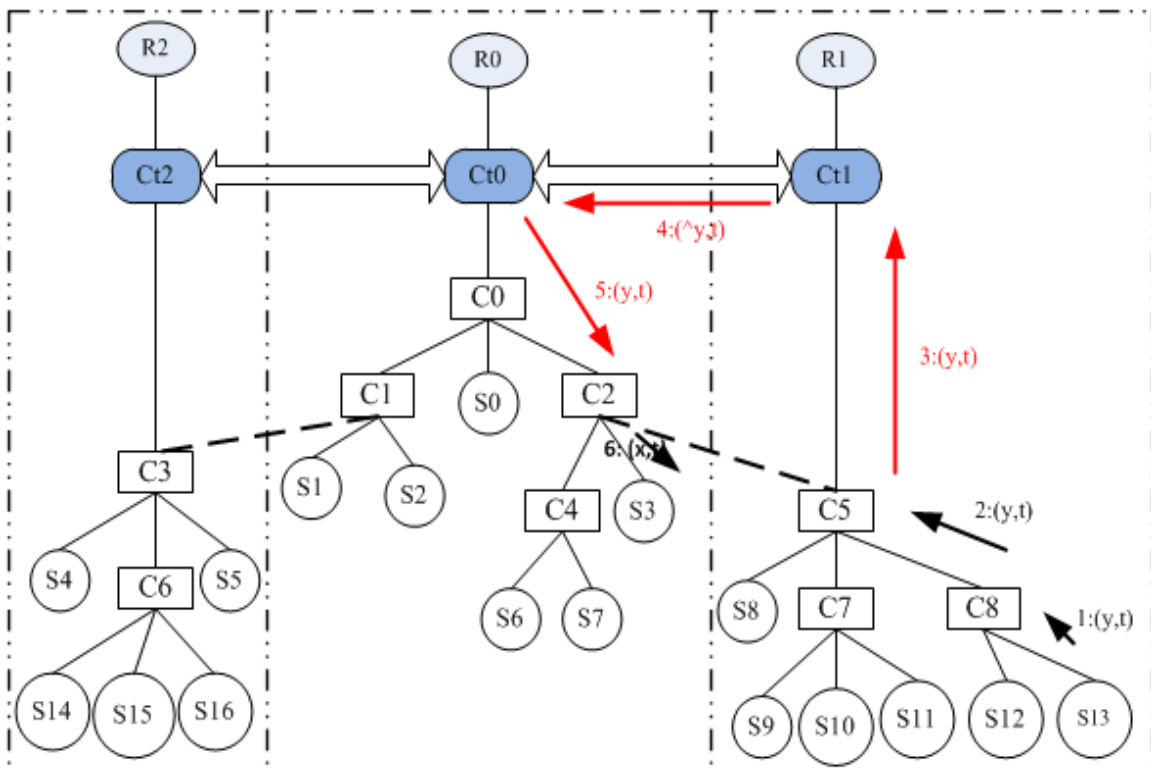 R2
R0
R1
Ct2
Ct0
Ct1
4:(^y,t)
5:(y,t)
C0
3:(y,t)
C1
S0
C2
6: (x,t)
C3
S1
S2
C4
S3
C5
2:(y,t)
S4
C6
S5
S6
S7
S8
C7
C8
1:(y,t)
S14
S15
S16
S9
S10
S11
S12
S13